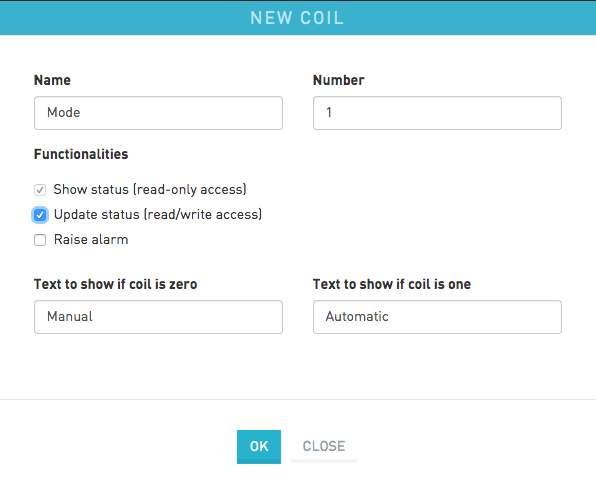 NEW COIL
Name
Number
Mode
1
Functionalities
Show status (read-only access)
Update status (read/write access)
Raise alarm
Text to show if coil is zero
Text to show if coil is one
Manual
Automatic
OK
CLOSE